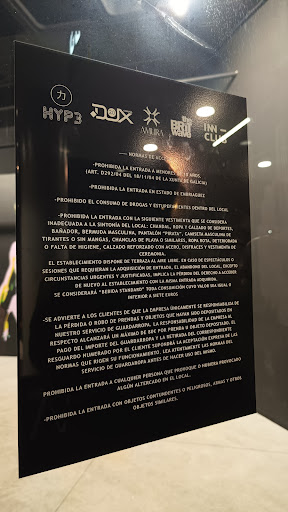 力
HYP3
DUX
AMURA
the BEAT Rooms
INN CLUB
NORMAS DE ACC
-PROHIBIDA LA ENTRADA A MENORES DE 18 AÑOS
(ART. D292/04 DEL 18/11/04 DE LA XUNTA DE GALICIA)
-PROHIBIDA LA ENTRADA EN ESTADO DE EMBRIAGUEZ
-PROHIBIDO EL CONSUMO DE DROGAS Y ESTUPEFACIENTES DENTRO DEL LOCAL
-PROHIBIDA LA ENTRADA CON LA SIGUIENTE VESTIMENTA QUE SE CONSIDERA
INADECUADA A LA SINTONÍA DEL LOCAL: CHANDAL, ROPA Y CALZADO DE DEPORTES,
BAÑADOR, BERMUDA MASCULINA, PANTALÓN "PIRATA", CAMISETA MASCULINA DE
TIRANTES O SIN MANGAS, CHANCLAS DE PLAYA O SIMILARES, ROPA ROTA, DETERIORADA
O FALTA DE HIGIENE, CALZADO REFORZADO CON ACERO, DISFRACES Y VESTIMENTA DE
CEREMONIA.
EL ESTABLECIMIENTO DISPONE DE TERRAZA AL AIRE LIBRE. EN CASO DE ESPECTÁCULOS O
SESIONES QUE REQUIERAN LA ADQUISICIÓN DE ENTRADA, EL ABANDONO DEL LOCAL, EXCEPTO
CIRCUNSTANCIAS URGENTES Y JUSTIFICADAS, IMPLICA LA PÉRDIDA DEL DERECHO A ACCEDER
DE NUEVO AL ESTABLECIMIENTO CON LA MISMA ENTRADA ADQUIRIDA.
SE CONSIDERARÁ "BEBIDA STANDARD" TODA CONSUMICIÓN CUYO VALOR SEA IGUAL O
INFERIOR A SIETE EUROS
-SE ADVIERTE A LOS CLIENTES DE QUE LA EMPRESA ÚNICAMENTE SE RESPONSABILIZA DE
LA PÉRDIDA O ROBO DE PRENDAS Y OBJETOS QUE HAYAN SIDO DEPOSITADOS EN
NUESTRO SERVICIO DE GUARDARROPA. LA RESPONSABILIDAD DE LA EMPRESA AL
RESPECTO ALCANZARÁ UN MÁXIMO DE 60€ POR PRENDA U OBJETO DEPOSITADO. EL
PAGO DEL IMPORTE DEL GUARDARROPA Y LA RETIRADA DEL CORRESPONDIENTE
RESGUARDO NUMERADO POR EL CLIENTE SUPONDRÁ LA ACEPTACIÓN EXPRESA DE LAS
NORMAS QUE RIGEN SU FUNCIONAMIENTO. LEA ATENTAMENTE LAS NORMAS DEL
SERVICIO DE GUARDARROPA ANTES DE HACER USO DEL MISMO.
PROHIBIDA LA ENTRADA A CUALQUIER PERSONA QUE PROVOQUE O HUBIERA PROVOCADO
ALGÚN ALTERCADO EN EL LOCAL.
-PROHIBIDA LA ENTRADA CON OBJETOS CONTUNDENTES O PELIGROSOS, ARMAS Y OTROS
OBJETOS SIMILARES.